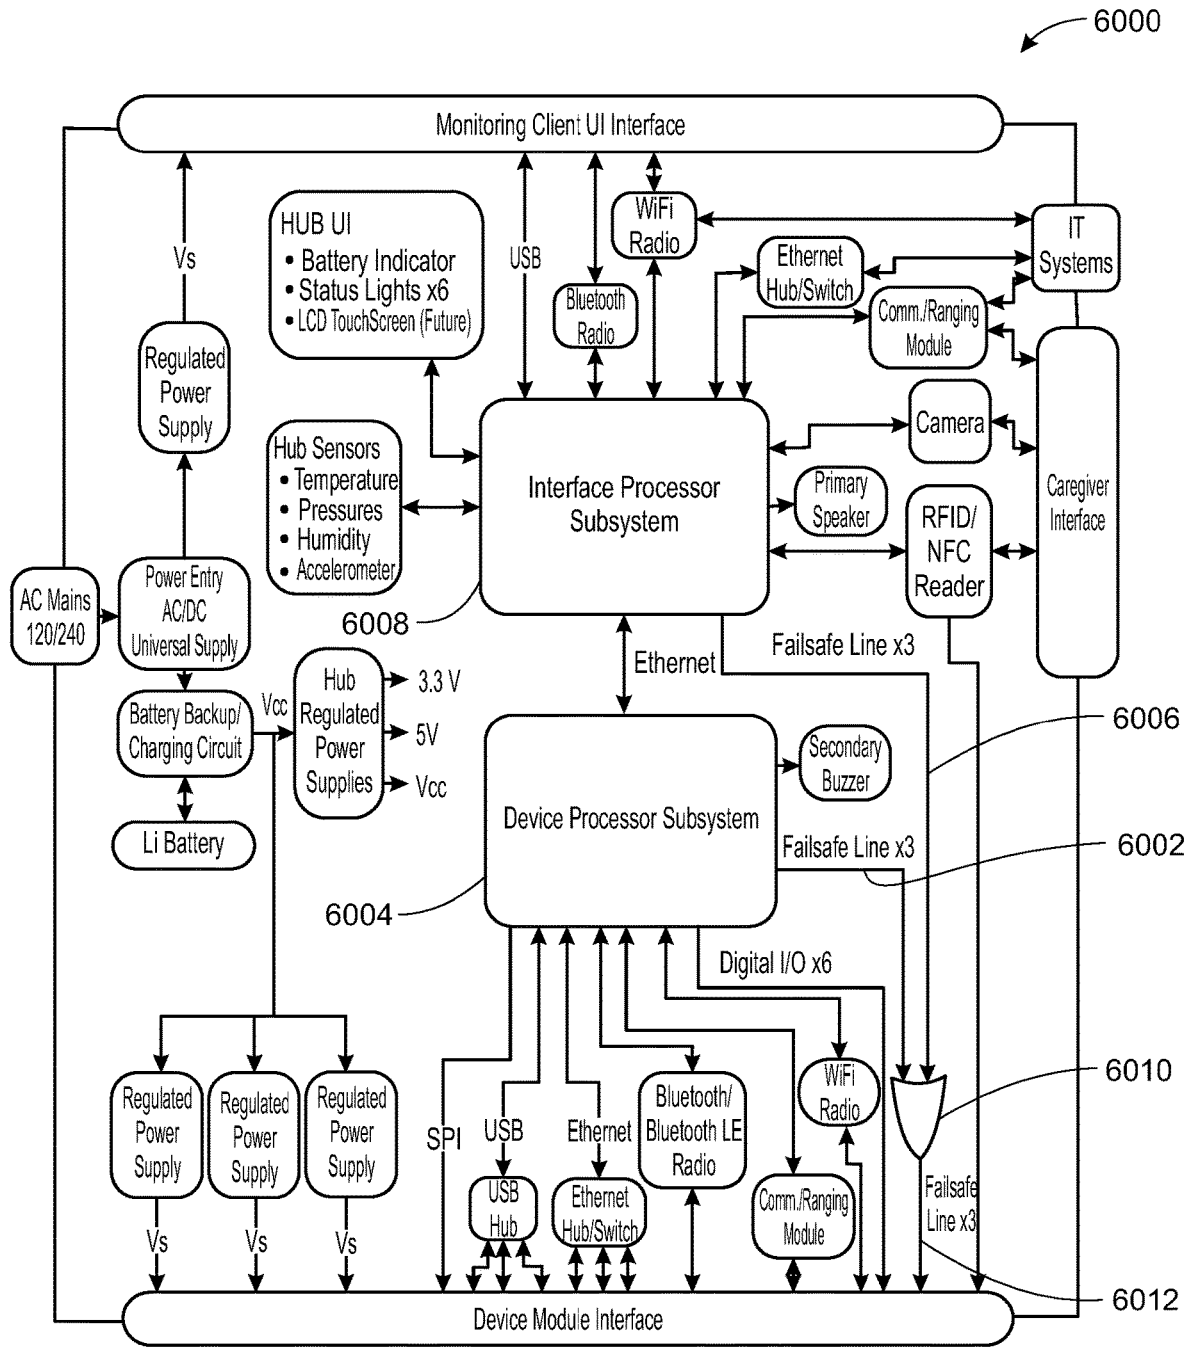 6000
Monitoring Client UI Interface
HUB UI
• Battery Indicator
• Status Lights x6
• LCD TouchScreen (Future)
Vs
USB
WiFi
Radio
IT
Systems
Ethernet
Hub/Switch
Bluetooth
Radio
Comm./Ranging
Module
Regulated
Power
Supply
Camera
Hub Sensors
• Temperature
• Pressures
• Humidity
• Accelerometer
Interface Processor
Subsystem
Primary
Speaker
RFID/
NFC
Reader
Caregiver
Interface
AC Mains
120/240
Power Entry
AC/DC
Universal Supply
6008
Ethernet
Failsafe Line x3
Battery Backup/
Charging Circuit
Vcc
Hub
Regulated
Power
Supplies
3.3 V
5V
Vcc
6006
Li Battery
Device Processor Subsystem
Secondary
Buzzer
Failsafe Line x3
6002
6004
Digital I/O x6
Regulated
Power
Supply
Regulated
Power
Supply
Regulated
Power
Supply
SPI
USB
Ethernet
Bluetooth/
Bluetooth LE
Radio
WiFi
Radio
6010
USB
Hub
Ethernet
Hub/Switch
Comm./Ranging
Module
Failsafe
Line x3
Vs
Vs
Vs
6012
Device Module Interface